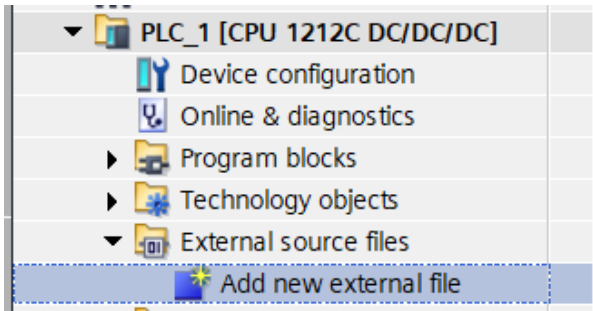 PLC_1 [CPU 1212C DC/DC/DC]
Device configuration
Online & diagnostics
Program blocks
Technology objects
External source files
Add new external file